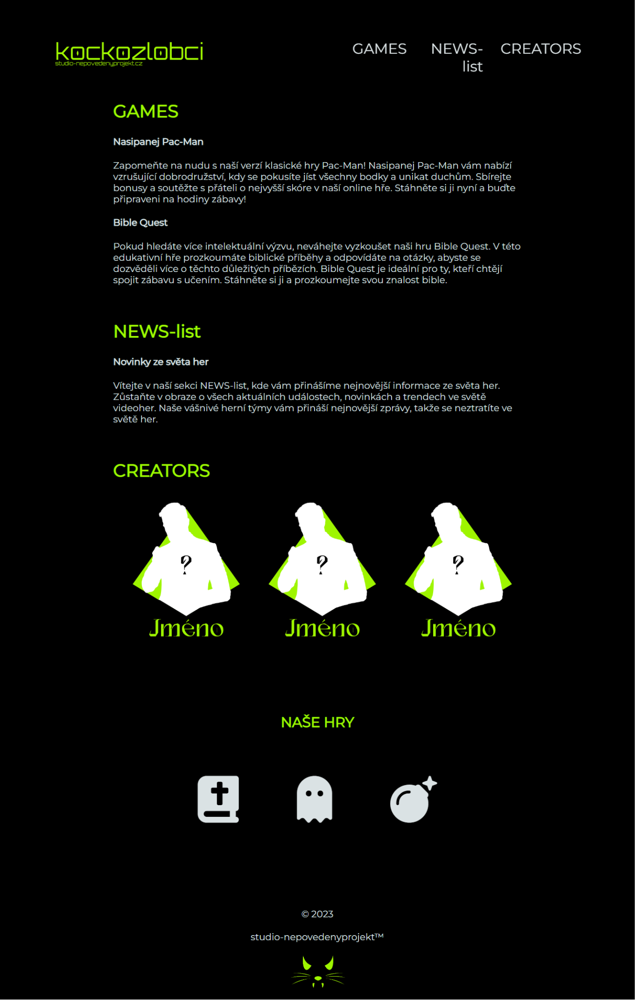 kockozlobci
studio-nepovedenyprojekt.cz
GAMES
NEWS-
list
CREATORS
GAMES
Nasipanej Pac-Man
Zapomeňte na nudu s naší verzí klasické hry Pac-Man! Nasipanej Pac-Man vám nabízí
vzrušující dobrodružství, kdy se pokusíte jíst všechny bodky a unikat duchům. Sbírejte
bonusy a soutěžte s přáteli o nejvyšší skóre v naší online hře. Stáhněte si ji nyní a buďte
připraveni na hodiny zábavy!
Bible Quest
Pokud hledáte více intelektuální výzvu, neváhejte vyzkoušet naši hru Bible Quest. V této
edukativní hře prozkoumáte biblické příběhy a odpovídáte na otázky, abyste se
dozvěděli více o těchto důležitých příbězích. Bible Quest je ideální pro ty, kteří chtějí
spojit zábavu s učením. Stáhněte si ji a prozkoumejte svou znalost bible.
NEWS-list
Novinky ze světa her
Vítejte v naší sekci NEWS-list, kde vám přinášíme nejnovější informace ze světa her.
Zůstaňte v obraze o všech aktuálních událostech, novinkách a trendech ve světě
videoher. Naše vášnivé herní týmy vám přináší nejnovější zprávy, takže se neztratíte ve
světě her.
CREATORS
? ? ?
Jméno Jméno Jméno
NAŠE HRY
© 2023
studio-nepovedenyprojekt™